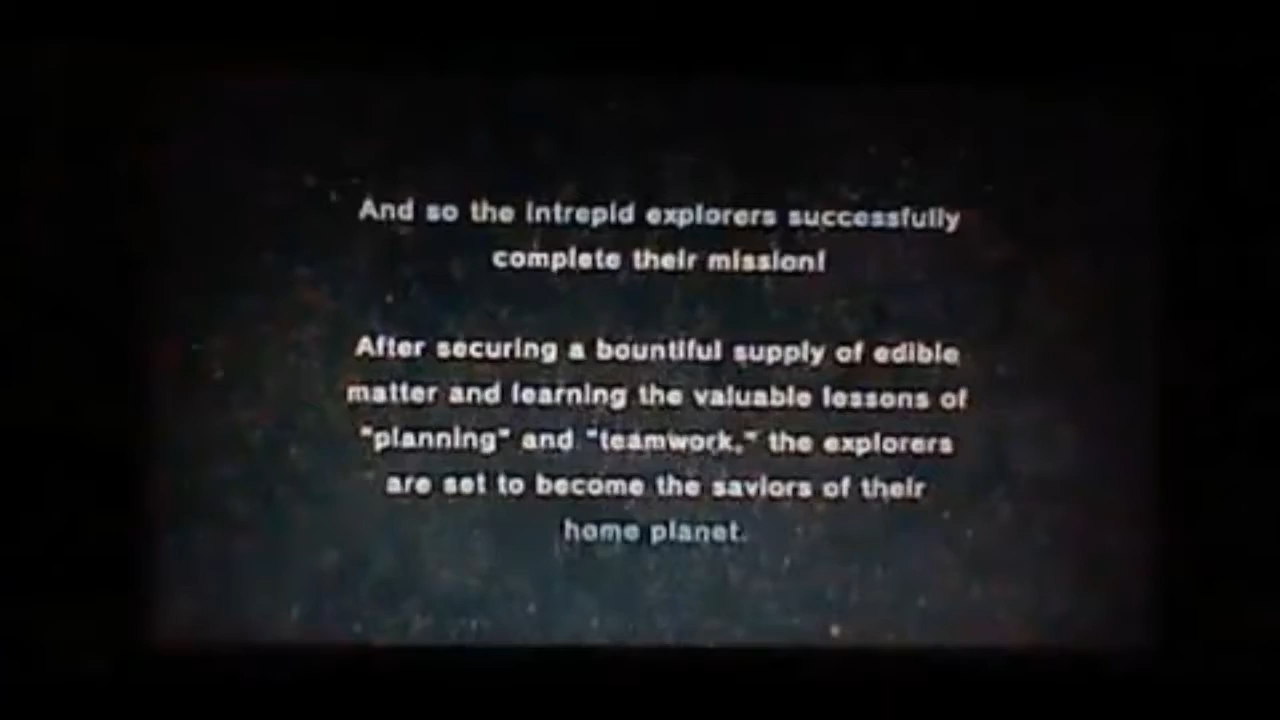 And so the intrepid explorers successfully
complete their mission!
After securing a bountiful supply of edible
matter and learning the valuable lessons of
"planning" and "teamwork," the explorers
are set to become the saviors of their
home planet.